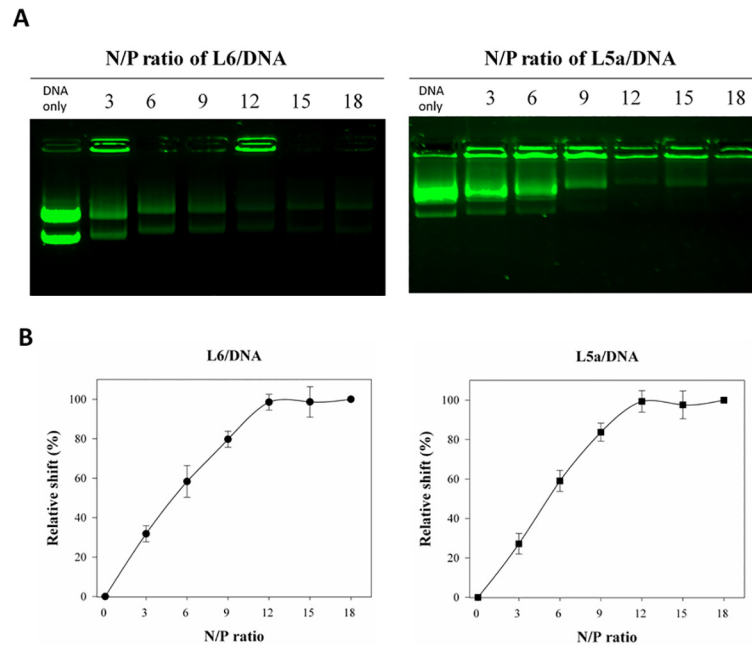 A
N/P ratio of L6/DNA
DNA only 3 6 9 12 15 18
N/P ratio of L5a/DNA
DNA only 3 6 9 12 15 18
B
L6/DNA
Relative shift (%)
100
80
60
40
20
0
0 3 6 9 12 15 18
N/P ratio
L5a/DNA
Relative shift (%)
100
80
60
40
20
0
0 3 6 9 12 15 18
N/P ratio